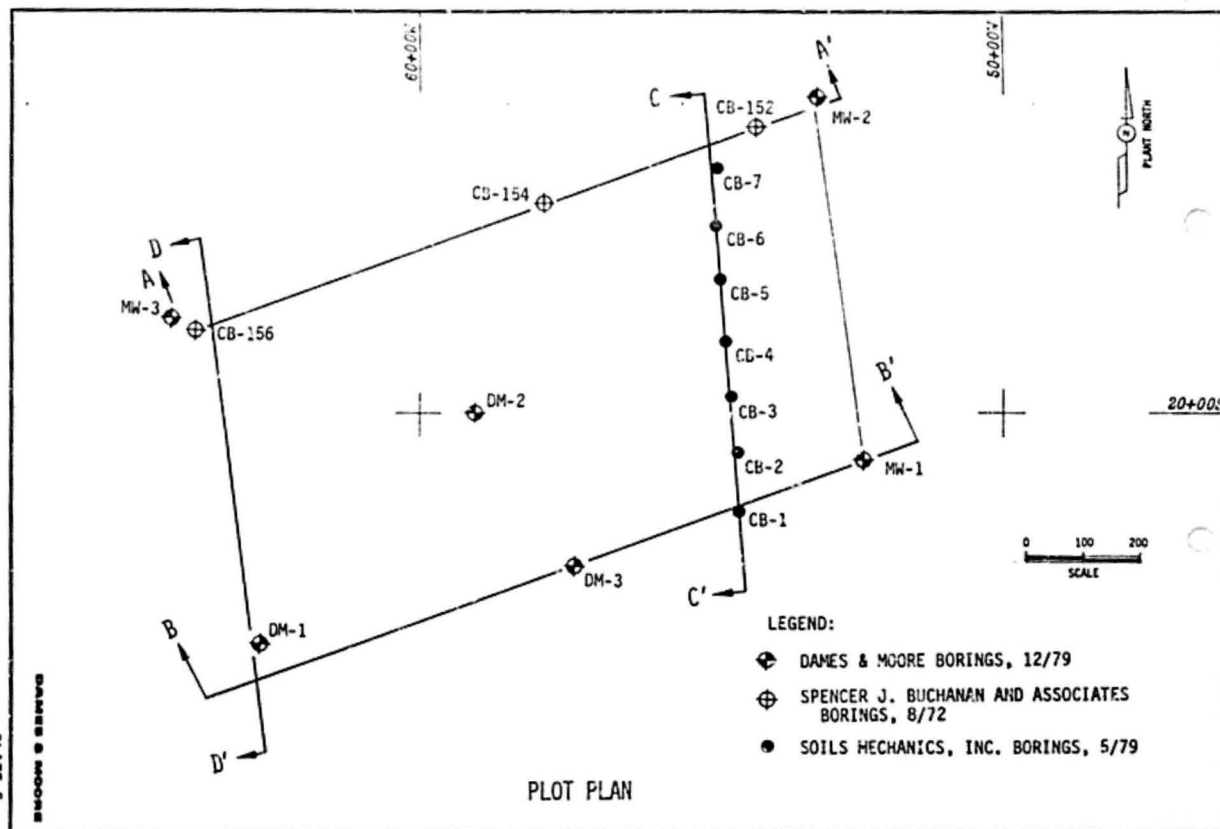 60+00W
50+00W
A'
C
CB-152
MW-2
PLANT NORTH
CB-7
CB-154
CB-6
D
A
CB-5
MW-3
CB-156
CB-4
B'
DM-2
CB-3
20+00S
CB-2
MW-1
CB-1
0 100 200
SCALE
DM-3
C'
B
DM-1
LEGEND:
DAMES & MOORE BORINGS, 12/79
SPENCER J. BUCHANAN AND ASSOCIATES
BORINGS, 8/72
SOILS MECHANICS, INC. BORINGS, 5/79
D'
PLOT PLAN
DAMES & MOORE